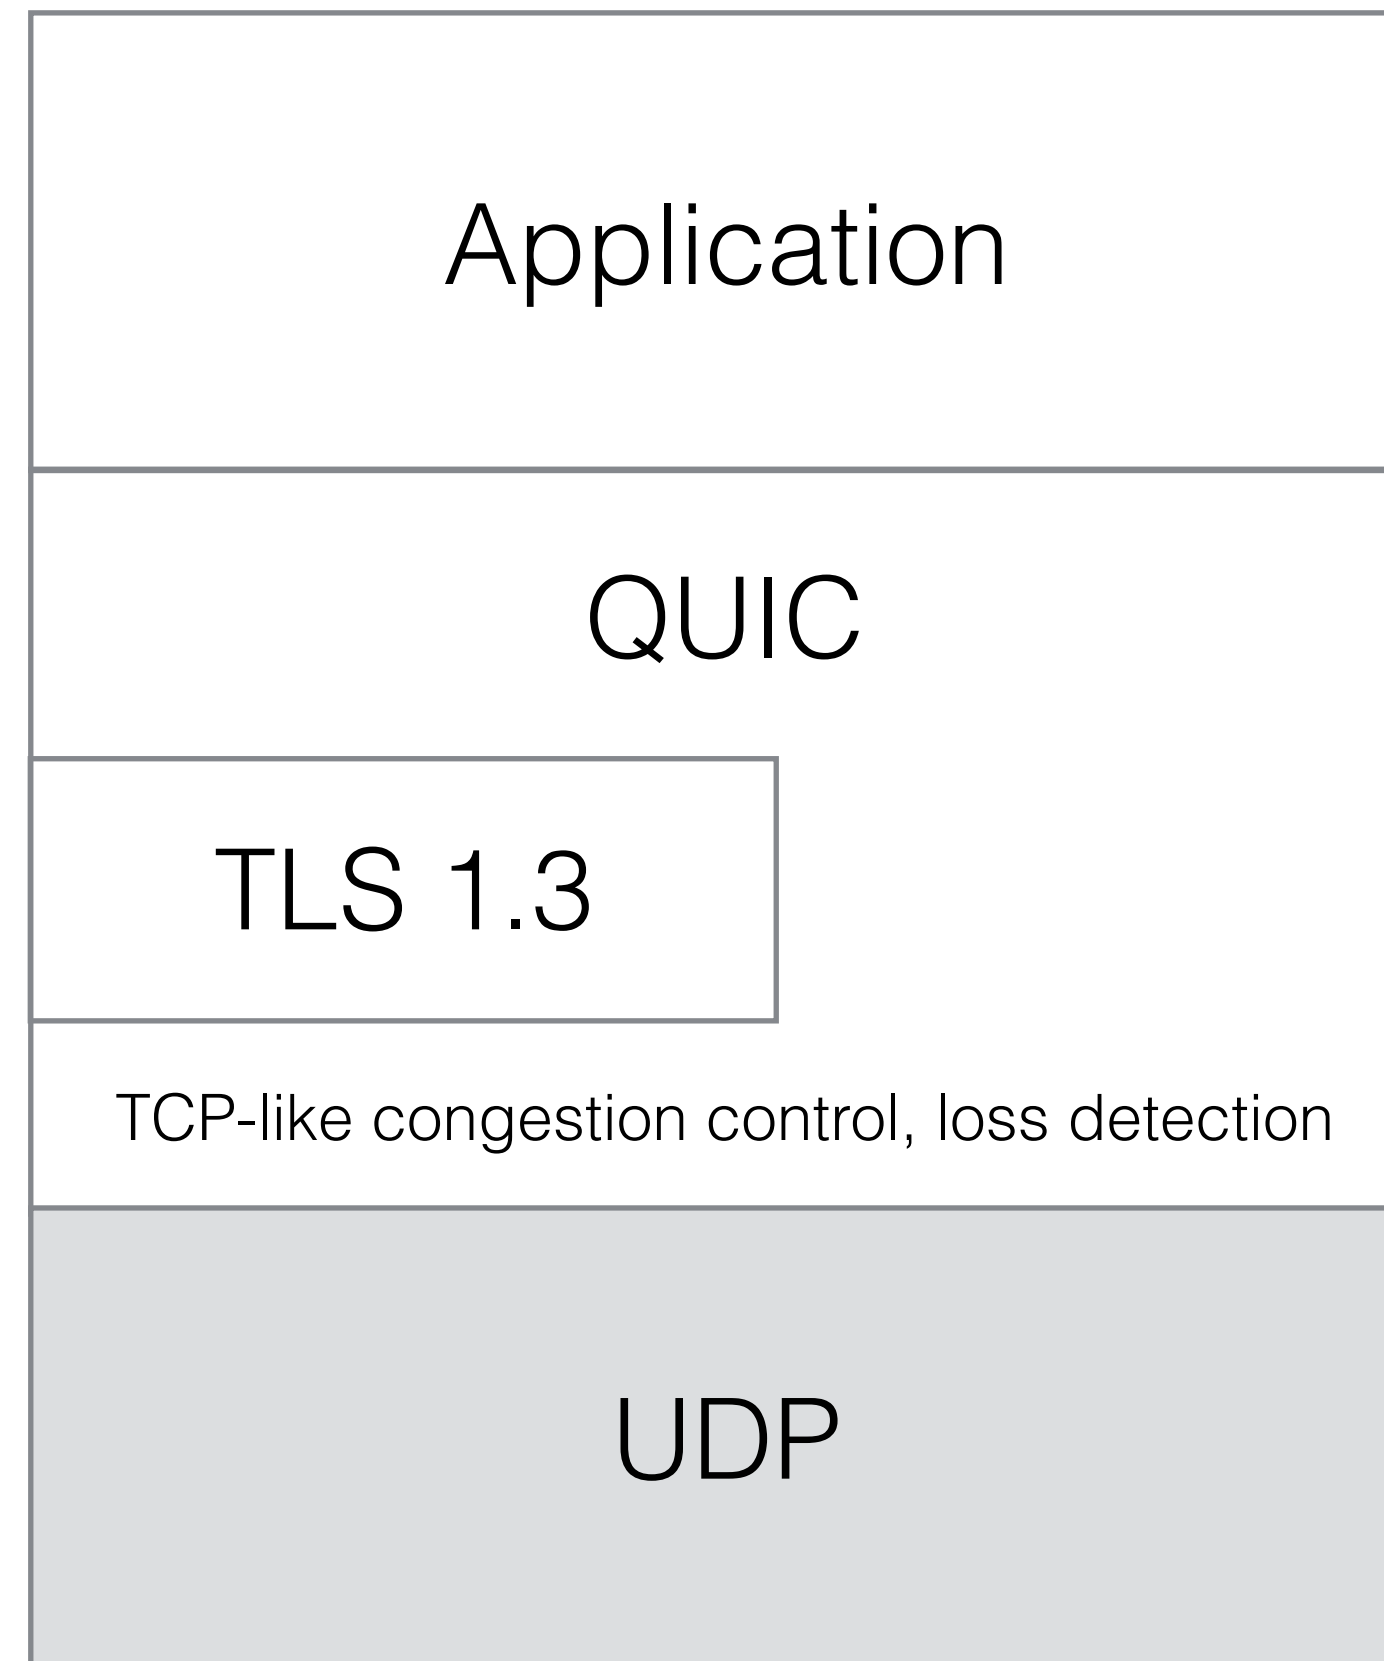 Application
QUIC
TLS 1.3
TCP-like congestion control, loss detection
UDP